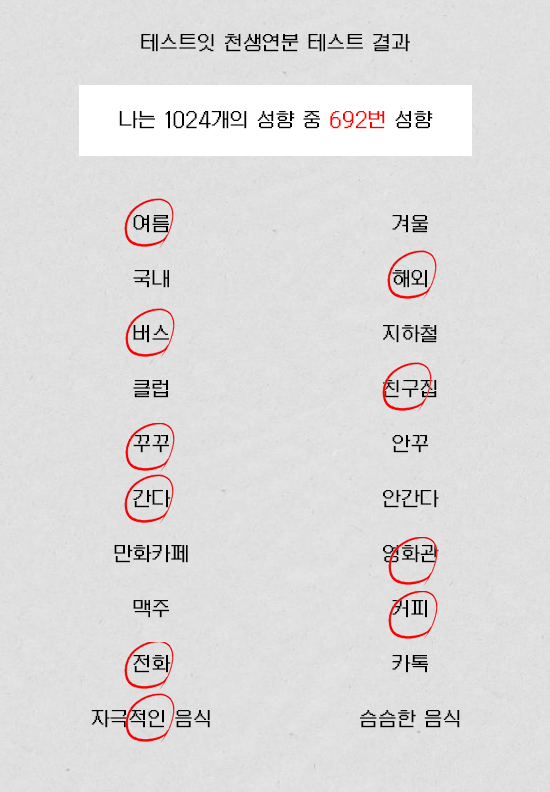 테스트잇 천생연분 테스트 결과
나는 1024개의 성향 중 692번 성향
여름 겨울
국내 해외
버스 지하철
클럽 친구집
꾸꾸 안꾸
간다 안간다
만화카페 영화관
맥주 커피
전화 카톡
자극적인 음식 슴슴한 음식